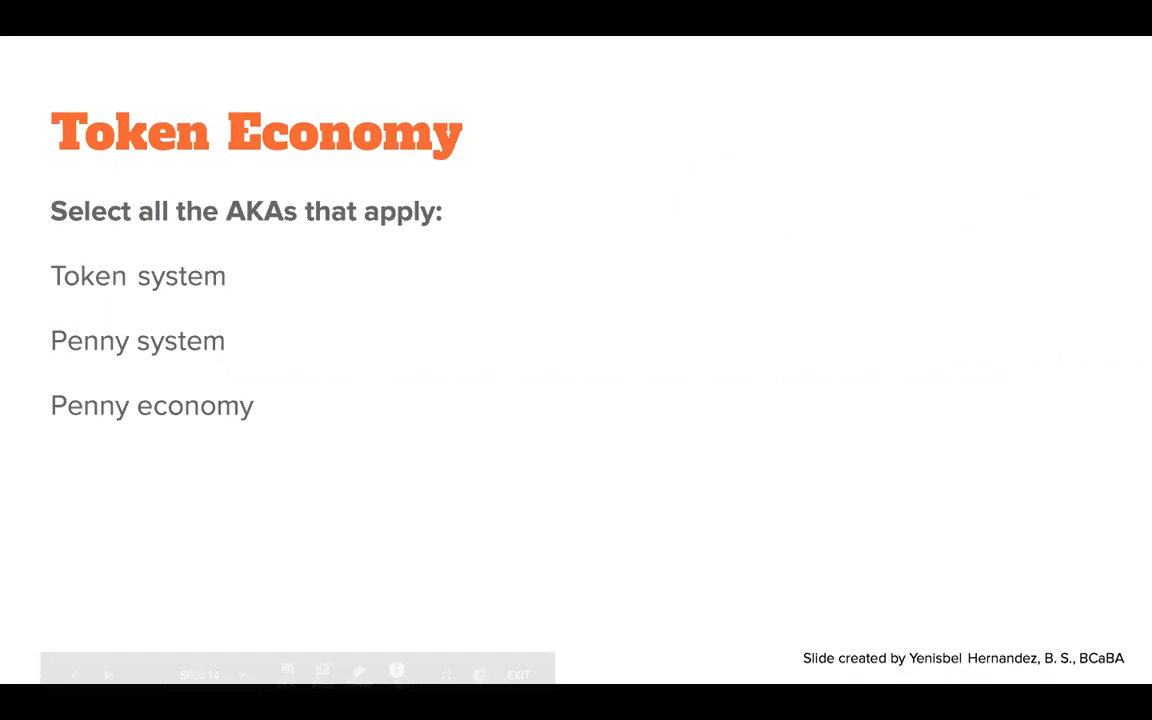 Token Economy
Select all the AKAs that apply:
Token system
Penny system
Penny economy
Slide created by Yenisbel Hernandez, B. S., BCaBA
EXIT